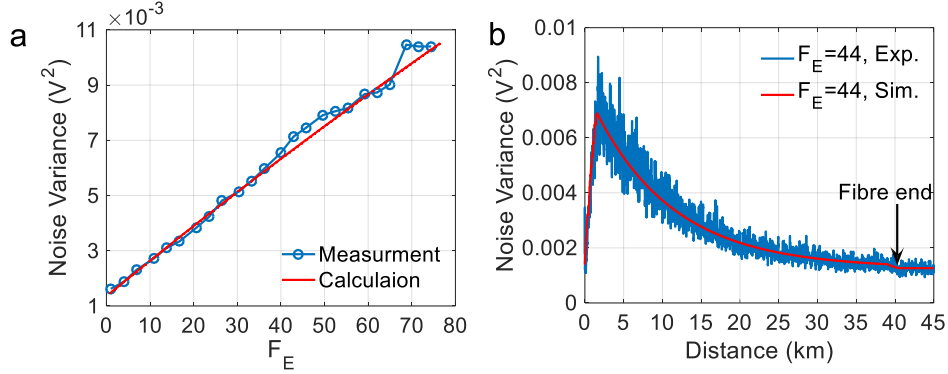 a
×10⁻³
11
9
7
5
3
1
Noise Variance (V²)
0 10 20 30 40 50 60 70 80
F_E
Measurment
Calculaion
b
0.01
0.008
0.006
0.004
0.002
0
Noise Variance (V²)
0 5 10 15 20 25 30 35 40 45
Distance (km)
F_E=44, Exp.
F_E=44, Sim.
Fibre end